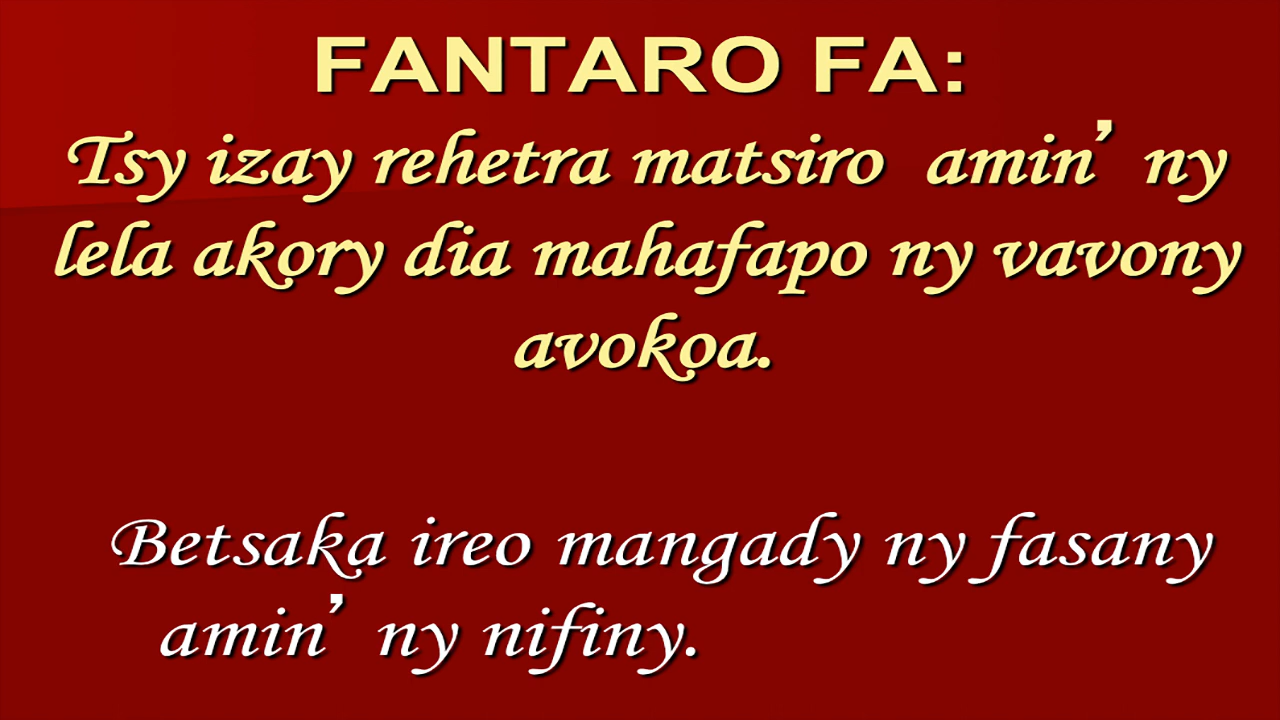 FANTARO FA:
Tsy izay rehetra matsiro amin’ ny
lela akory dia mahafapo ny vavony
avokoa.
Betsaka ireo mangady ny fasany
amin’ ny nifiny.